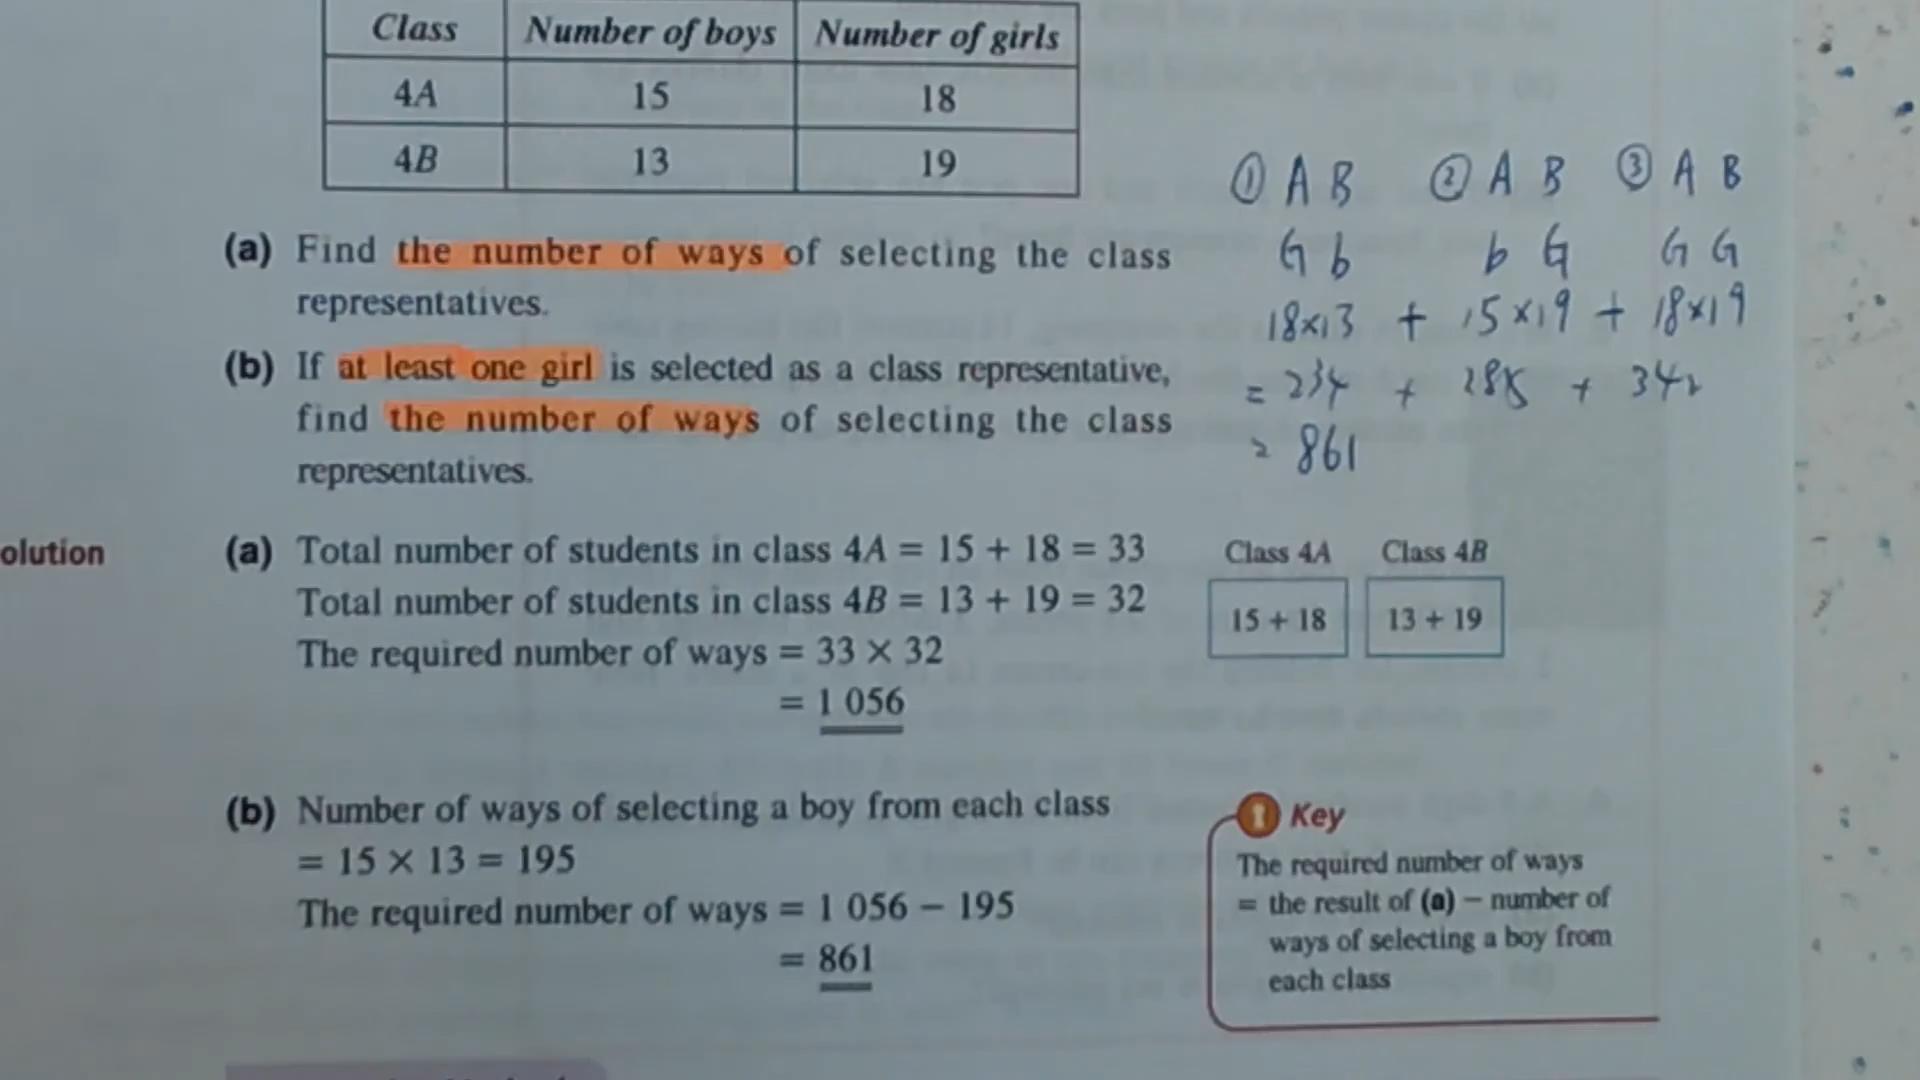 Class Number of boys Number of girls
4A 15 18
4B 13 19
(a) Find the number of ways of selecting the class
representatives.
(b) If at least one girl is selected as a class representative,
find the number of ways of selecting the class
representatives.
① A B ② A B ③ A B
G b b G G G
18×13 + 15×19 + 18×19
= 234 + 285 + 342
= 861
olution
(a) Total number of students in class 4A = 15 + 18 = 33
Total number of students in class 4B = 13 + 19 = 32
The required number of ways = 33 × 32
= 1 056
Class 4A Class 4B
15 + 18 13 + 19
(b) Number of ways of selecting a boy from each class
= 15 × 13 = 195
The required number of ways = 1 056 − 195
= 861
Key
The required number of ways
= the result of (a) − number of
ways of selecting a boy from
each class